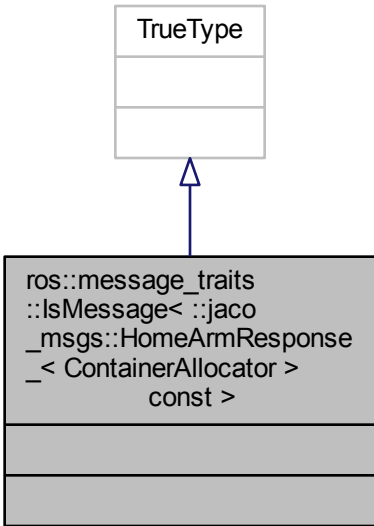 TrueType
ros::message_traits
::IsMessage< ::jaco
_msgs::HomeArmResponse
_< ContainerAllocator >
const >